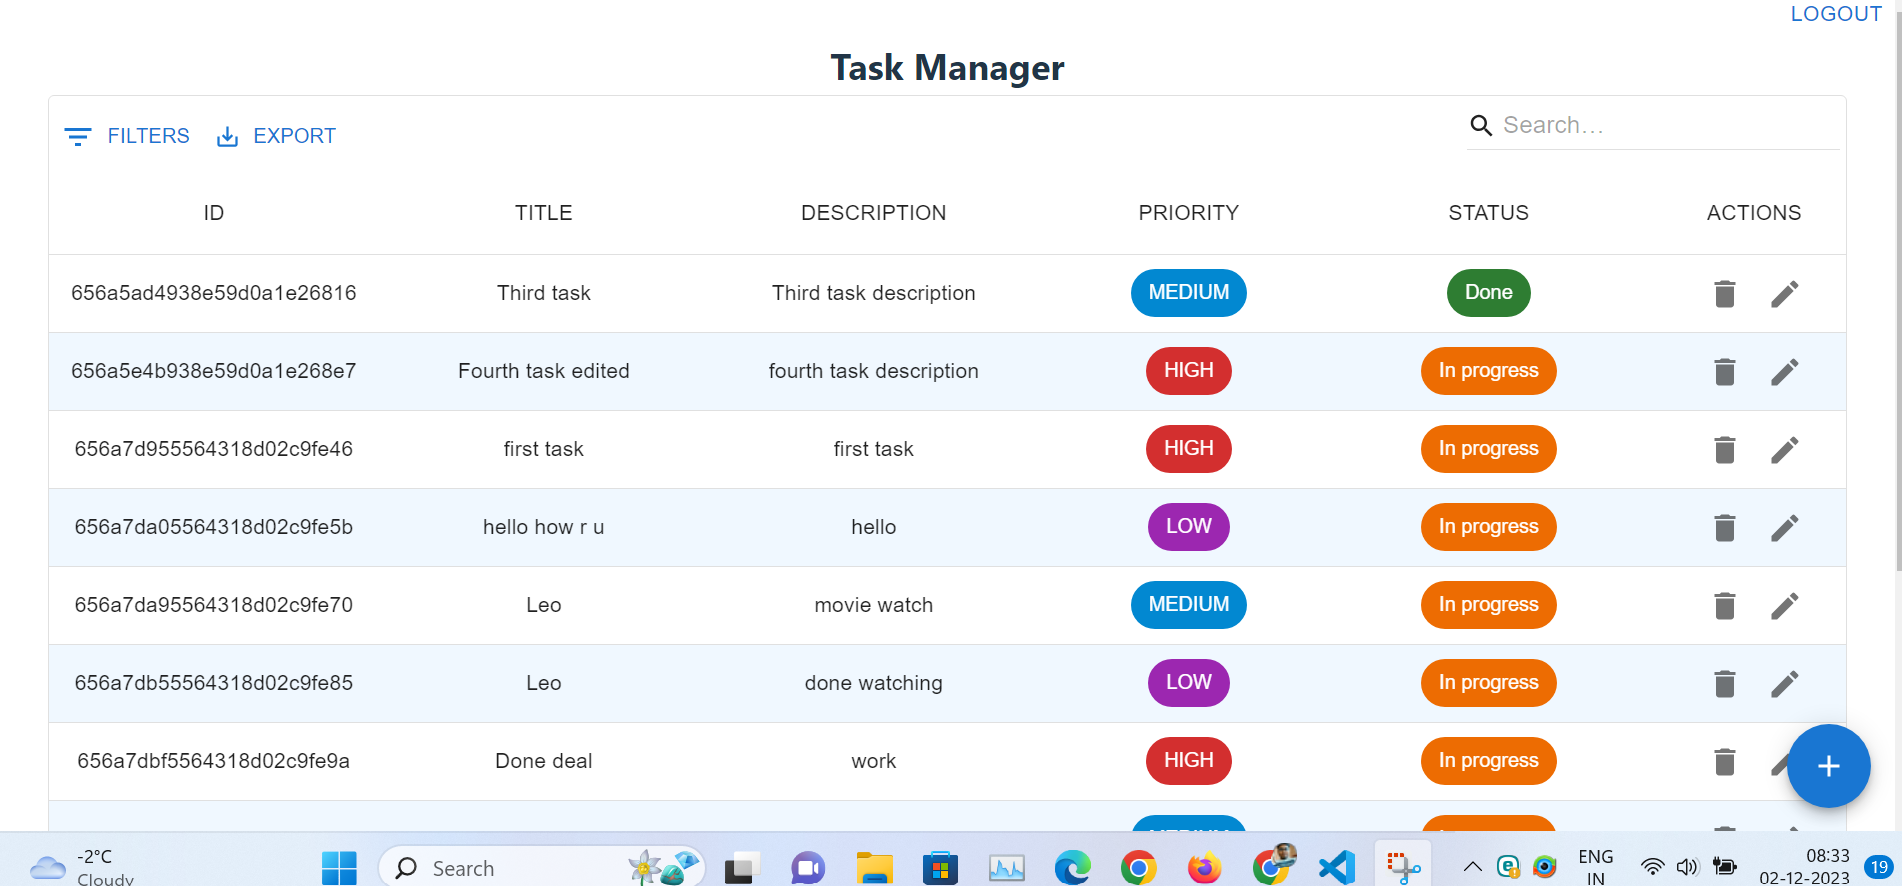 LOGOUT
Task Manager
FILTERS EXPORT Search…
ID TITLE DESCRIPTION PRIORITY STATUS ACTIONS
656a5ad4938e59d0a1e26816 Third task Third task description MEDIUM Done
656a5e4b938e59d0a1e268e7 Fourth task edited fourth task description HIGH In progress
656a7d955564318d02c9fe46 first task first task HIGH In progress
656a7da05564318d02c9fe5b hello how r u hello LOW In progress
656a7da95564318d02c9fe70 Leo movie watch MEDIUM In progress
656a7db55564318d02c9fe85 Leo done watching LOW In progress
656a7dbf5564318d02c9fe9a Done deal work HIGH In progress
-2°C
Cloudy
Search
ENG
IN
08:33
02-12-2023
19